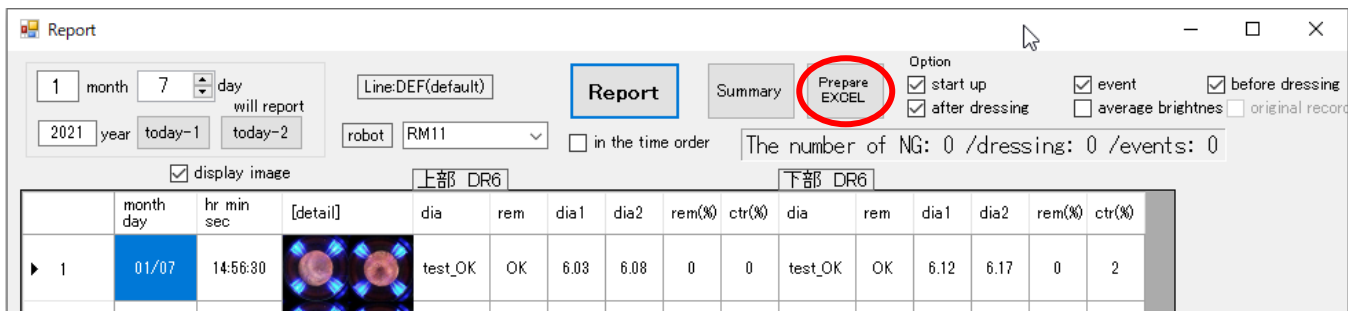 Report
Option
1 month 7 day
will report
2021 year today-1 today-2
Line:DEF(default)
robot RM11
Report
Summary
Prepare
EXCEL
start up
event
before dressing
after dressing
average brightnes
original record
in the time order
The number of NG: 0 /dressing: 0 /events: 0
display image
上部 DR6
下部 DR6
month
day
hr min
sec
[detail]
dia rem dia1 dia2 rem(%) ctr(%) dia rem dia1 dia2 rem(%) ctr(%)
1 01/07 14:56:30 test_OK OK 6.03 6.08 0 0 test_OK OK 6.12 6.17 0 2